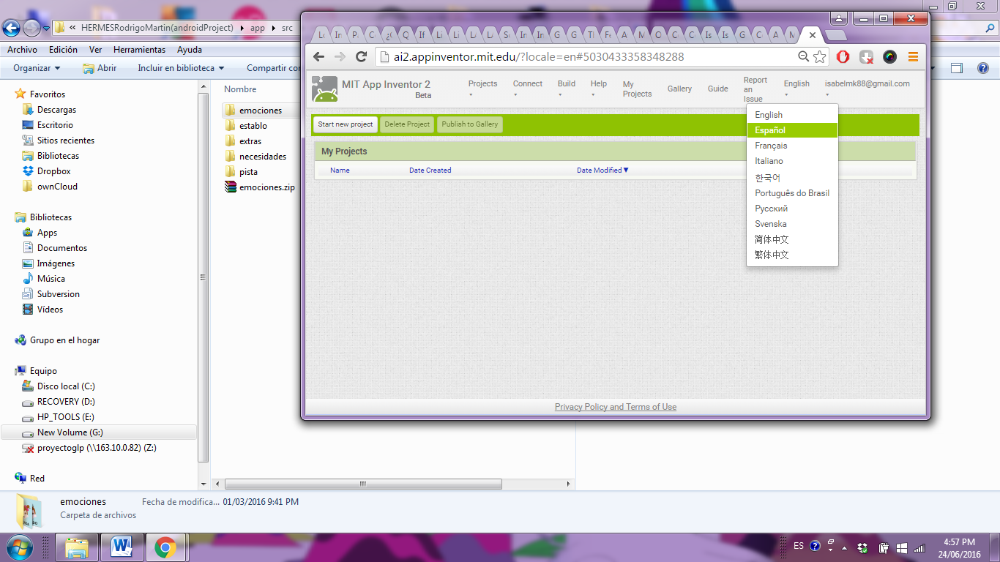 HERMESRodrigoMartin(androidProject)
app
src
Archivo Edición Ver Herramientas Ayuda
Organizar
Abrir
Incluir en biblioteca
Compartir con
Favoritos
Descargas
Escritorio
Sitios recientes
Bibliotecas
Dropbox
ownCloud
Bibliotecas
Apps
Documentos
Imágenes
Música
Subversion
Vídeos
Grupo en el hogar
Equipo
Disco local (C:)
RECOVERY (D:)
HP_TOOLS (E:)
New Volume (G:)
proyectoglp (\\163.10.0.82) (Z:)
Red
Nombre
emociones
establo
extras
necesidades
pista
emociones.zip
ai2.appinventor.mit.edu/?locale=en#5030433358348288
MIT App Inventor 2
Beta
Projects
Connect
Build
Help
My
Projects
Gallery
Guide
Report
an
Issue
English
isabelmk88@gmail.com
Start new project
Delete Project
Publish to Gallery
My Projects
Name
Date Created
Date Modified▼
English
Español
Français
Italiano
한국어
Português do Brasil
Русский
Svenska
简体中文
繁体中文
Privacy Policy and Terms of Use
emociones
Fecha de modifica... 01/03/2016 9:41 PM
Carpeta de archivos
ES
4:57 PM
24/06/2016